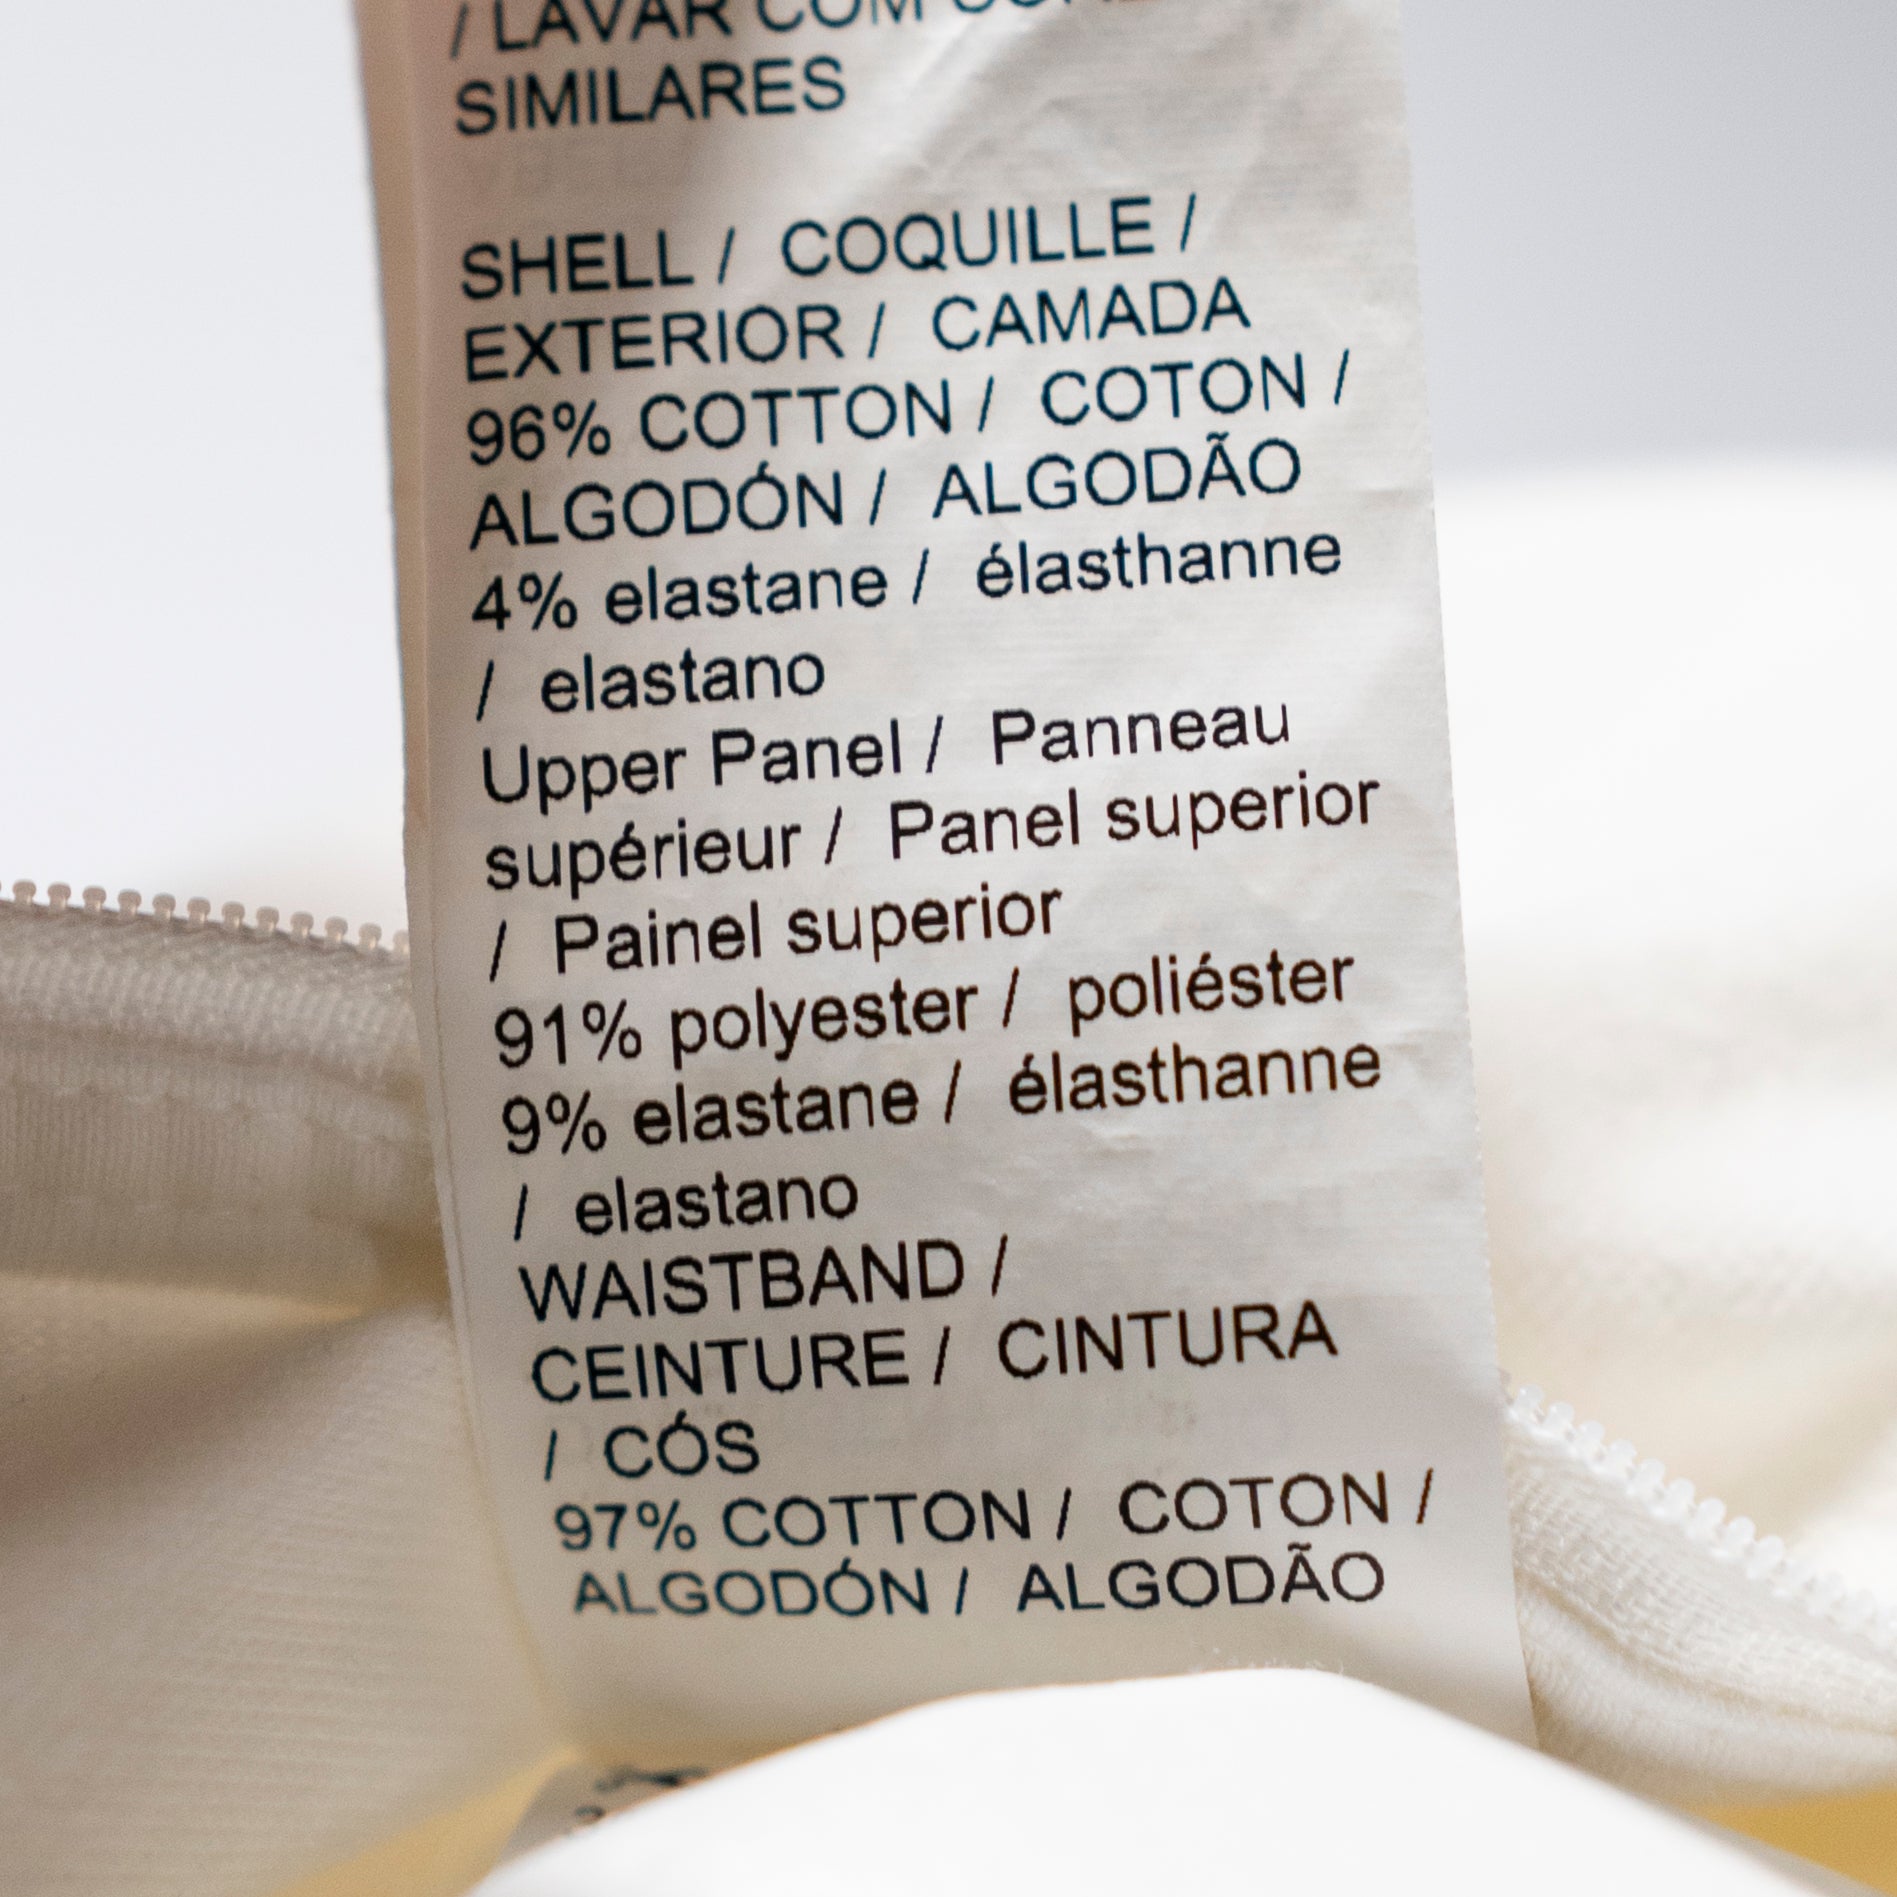 / LAVAR COM
SIMILARES
SHELL / COQUILLE /
EXTERIOR / CAMADA
96% COTTON / COTON /
ALGODÓN / ALGODÃO
4% elastane / élasthanne
/ elastano
Upper Panel / Panneau
supérieur / Panel superior
/ Painel superior
91% polyester / poliéster
9% elastane / élasthanne
/ elastano
WAISTBAND /
CEINTURE / CINTURA
/ CÓS
97% COTTON / COTON /
ALGODÓN / ALGODÃO